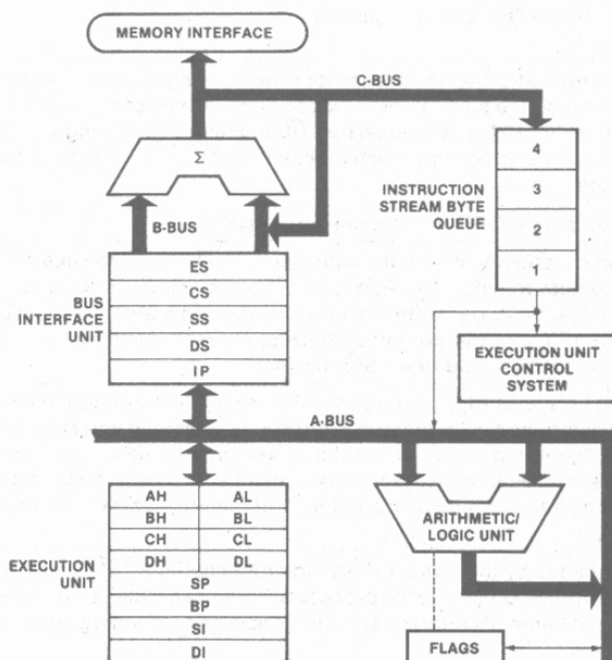 MEMORY INTERFACE
C-BUS
Σ
B-BUS
INSTRUCTION
STREAM BYTE
QUEUE
4
3
2
1
BUS
INTERFACE
UNIT
ES
CS
SS
DS
IP
EXECUTION UNIT
CONTROL
SYSTEM
A-BUS
EXECUTION
UNIT
AH AL
BH BL
CH CL
DH DL
SP
BP
SI
DI
ARITHMETIC/
LOGIC UNIT
FLAGS